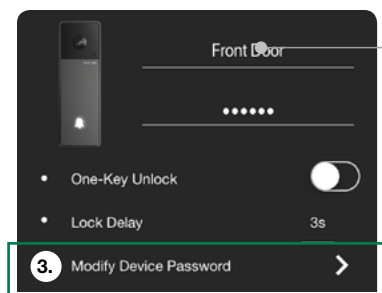 Front Door
••••••
• One-Key Unlock
• Lock Delay 3s
3. Modify Device Password >